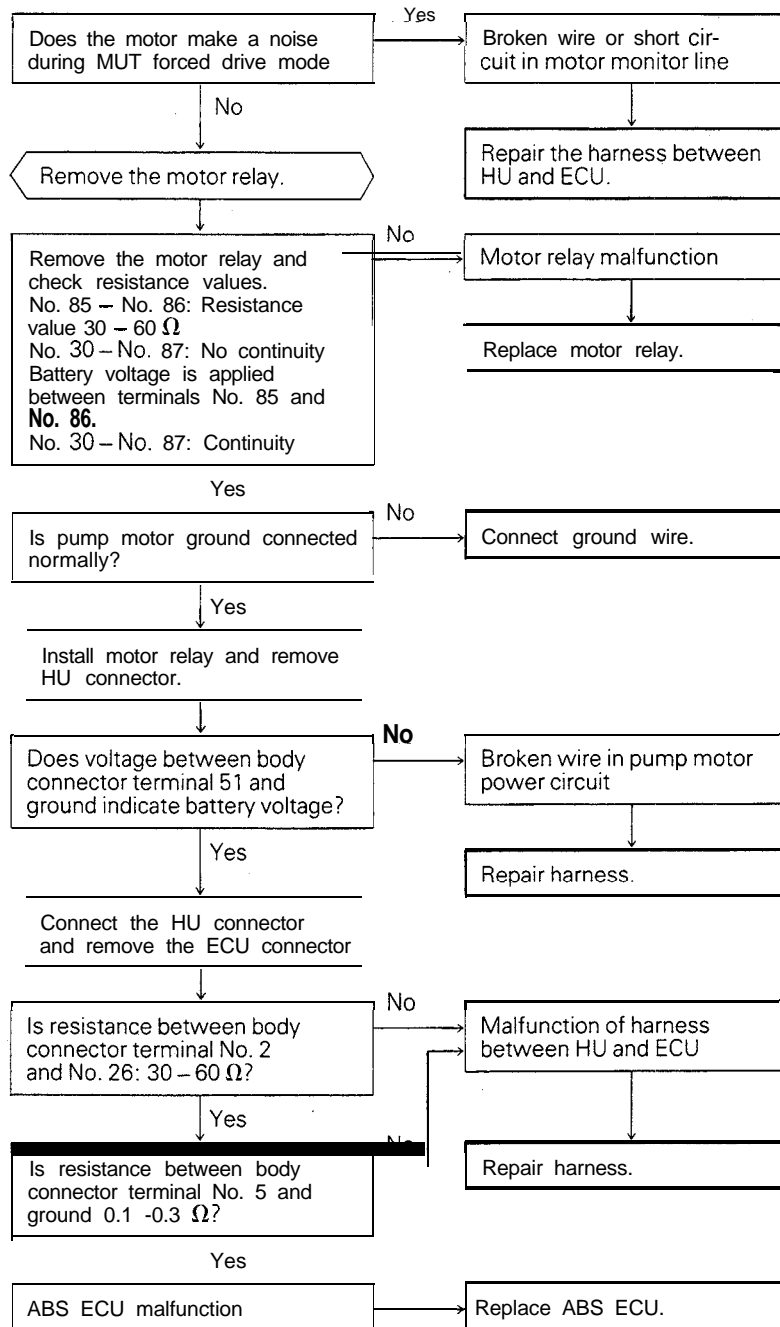 Does the motor make a noise
during MUT forced drive mode
Yes
Broken wire or short cir-
cuit in motor monitor line
No
Repair the harness between
HU and ECU.
Remove the motor relay.
Remove the motor relay and
check resistance values.
No. 85 – No. 86: Resistance
value 30 – 60 Ω
No. 30 – No. 87: No continuity
Battery voltage is applied
between terminals No. 85 and
No. 86.
No. 30 – No. 87: Continuity
No
Motor relay malfunction
Replace motor relay.
Yes
Is pump motor ground connected
normally?
No
Connect ground wire.
Yes
Install motor relay and remove
HU connector.
Does voltage between body
connector terminal 51 and
ground indicate battery voltage?
No
Broken wire in pump motor
power circuit
Yes
Repair harness.
Connect the HU connector
and remove the ECU connector
Is resistance between body
connector terminal No. 2
and No. 26: 30 – 60 Ω?
No
Malfunction of harness
between HU and ECU
Yes
Is resistance between body
connector terminal No. 5 and
ground 0.1 -0.3 Ω?
Repair harness.
Yes
ABS ECU malfunction
Replace ABS ECU.